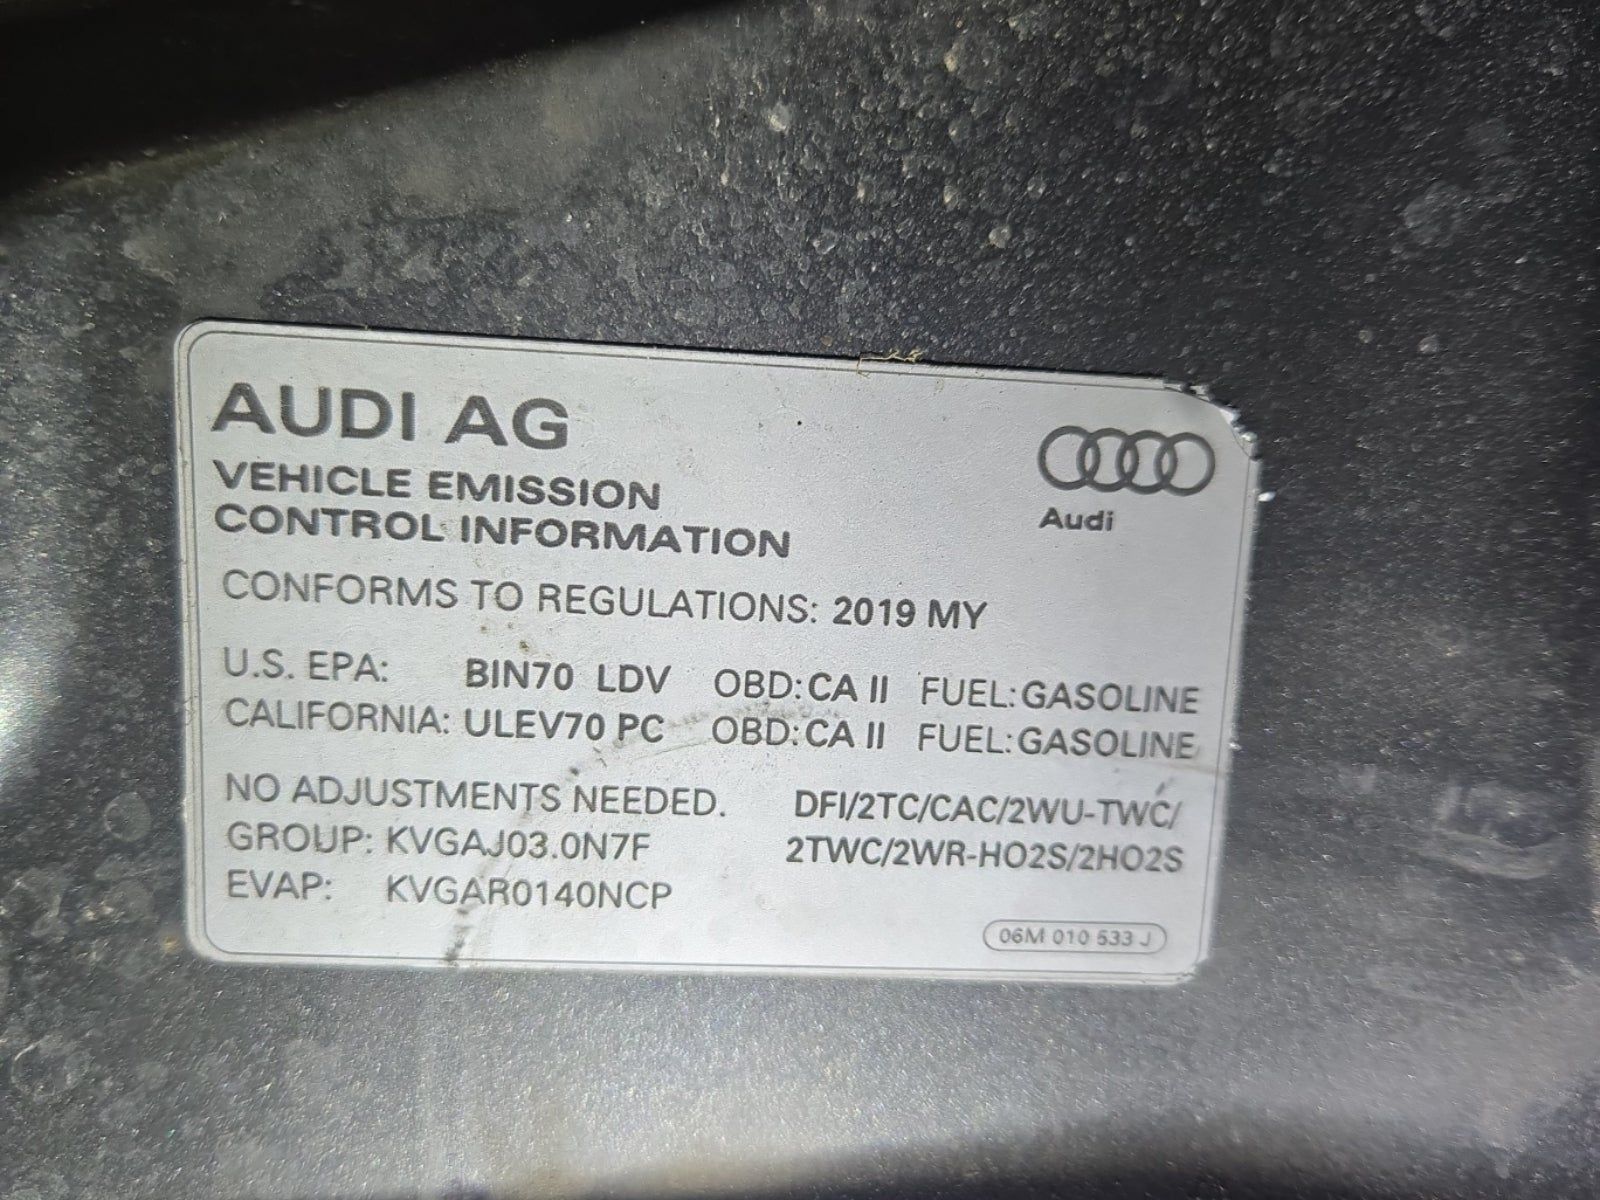 AUDI AG
VEHICLE EMISSION
CONTROL INFORMATION
Audi
CONFORMS TO REGULATIONS: 2019 MY
U.S. EPA: BIN70 LDV OBD:CA II FUEL:GASOLINE
CALIFORNIA: ULEV70 PC OBD:CA II FUEL:GASOLINE
NO ADJUSTMENTS NEEDED. DFI/2TC/CAC/2WU-TWC/
GROUP: KVGAJ03.0N7F 2TWC/2WR-HO2S/2HO2S
EVAP: KVGAR0140NCP
06M 010 533 J